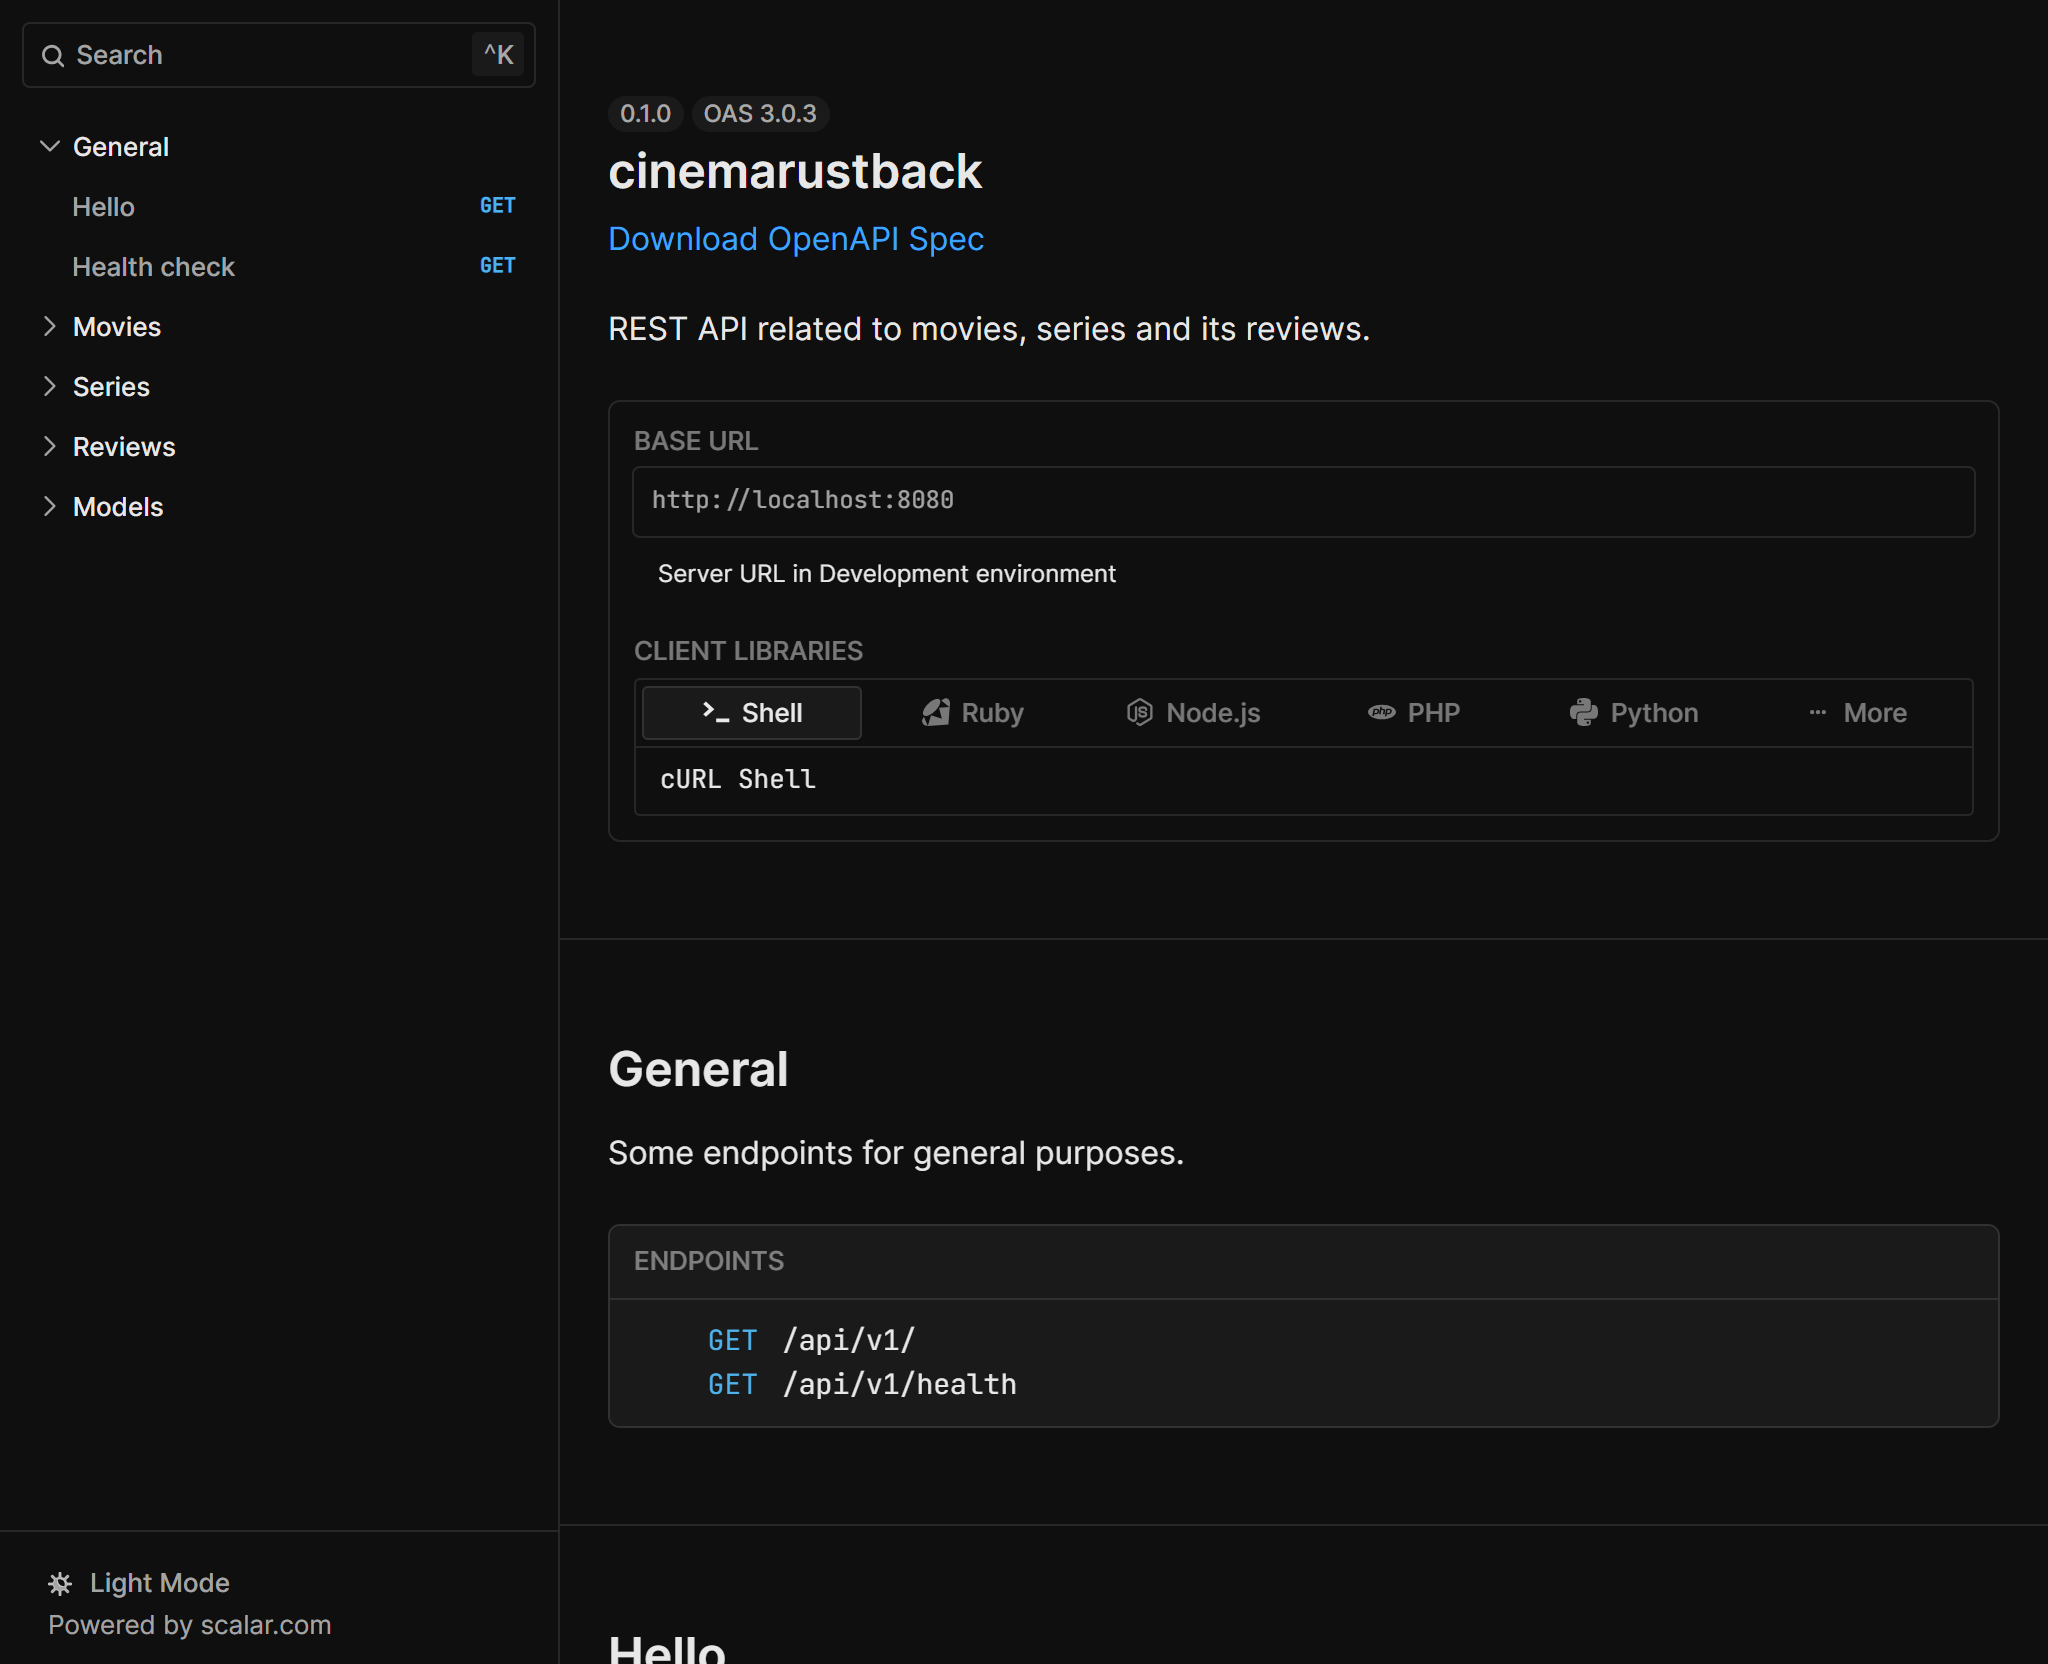 Search ^K
General
Hello GET
Health check GET
Movies
Series
Reviews
Models
Light Mode
Powered by scalar.com
0.1.0 OAS 3.0.3
cinemarustback
Download OpenAPI Spec
REST API related to movies, series and its reviews.
BASE URL
http://localhost:8080
Server URL in Development environment
CLIENT LIBRARIES
Shell Ruby Node.js PHP Python More
cURL Shell
General
Some endpoints for general purposes.
ENDPOINTS
GET /api/v1/
GET /api/v1/health
Hello